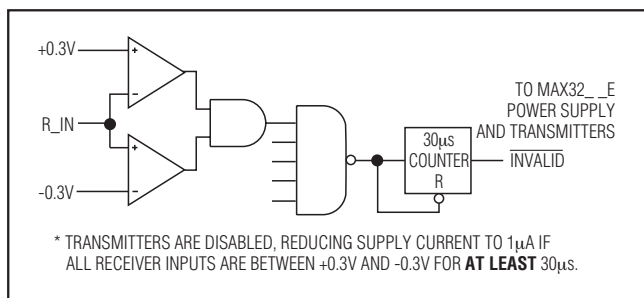 +0.3V
R_IN
-0.3V
TO MAX32_ _E
POWER SUPPLY
AND TRANSMITTERS
30µs
COUNTER
R
INVALID
* TRANSMITTERS ARE DISABLED, REDUCING SUPPLY CURRENT TO 1µA IF
ALL RECEIVER INPUTS ARE BETWEEN +0.3V AND -0.3V FOR AT LEAST 30µs.